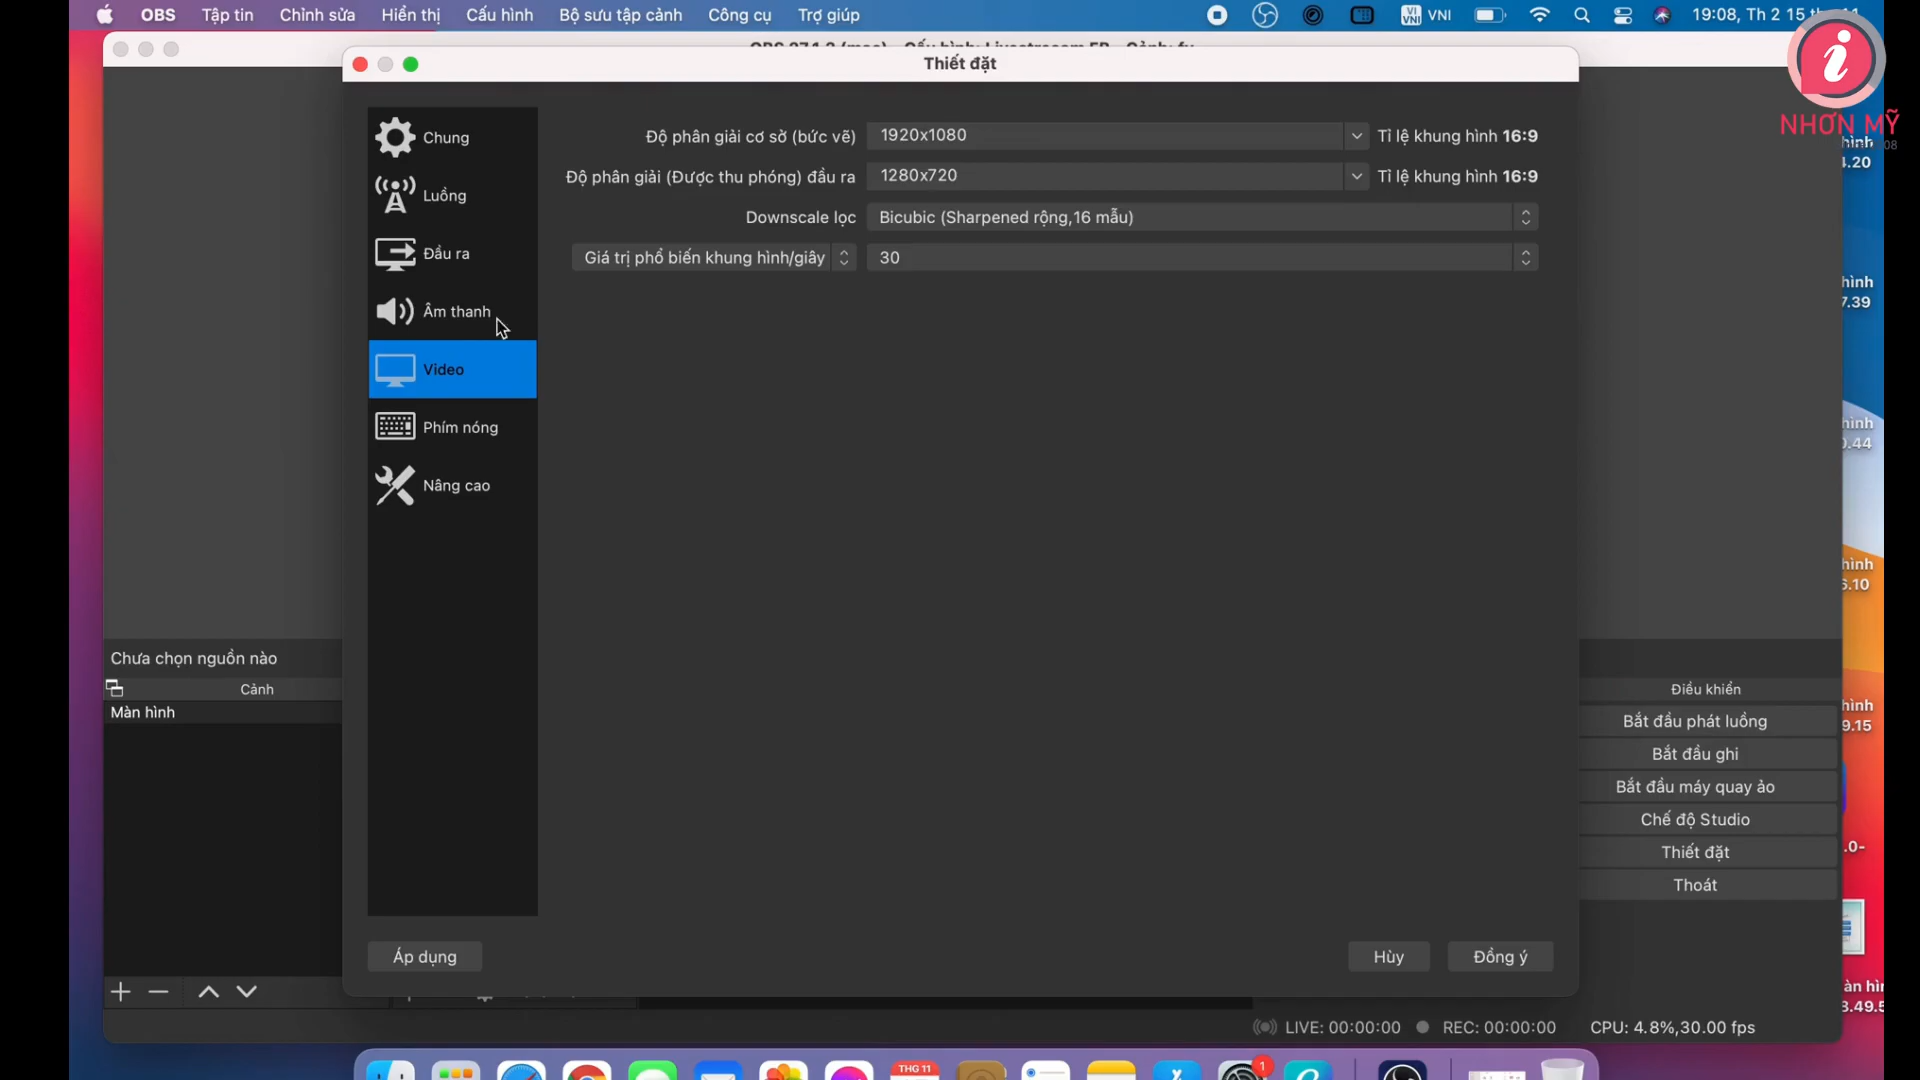 OBS Tập tin Chỉnh sửa Hiển thị Cấu hình Bộ sưu tập cảnh Công cụ Trợ giúp
VI VNI VNI 19:08, Th 2 15
NHƠN MỸ
Thiết đặt
Chung
Luồng
Đầu ra
Âm thanh
Video
Phím nóng
Nâng cao
Độ phân giải cơ sở (bức vẽ) 1920x1080 Tỉ lệ khung hình 16:9
Độ phân giải (Được thu phóng) đầu ra 1280x720 Tỉ lệ khung hình 16:9
Downscale lọc Bicubic (Sharpened rộng,16 mẫu)
Giá trị phổ biến khung hình/giây 30
Áp dụng
Hủy
Đồng ý
Chưa chọn nguồn nào
Cảnh
Màn hình
Điều khiển
Bắt đầu phát luồng
Bắt đầu ghi
Bắt đầu máy quay ảo
Chế độ Studio
Thiết đặt
Thoát
LIVE: 00:00:00 REC: 00:00:00 CPU: 4.8%,30.00 fps
THG 11
1